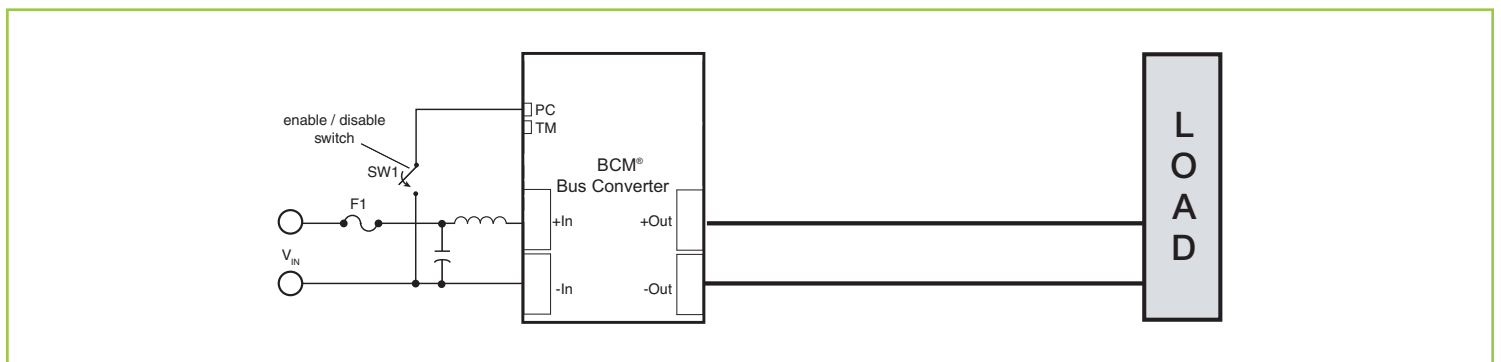 enable / disable
switch
SW1
F1
V_IN
PC
TM
BCM®
Bus Converter
+In
+Out
-In
-Out
L
O
A
D